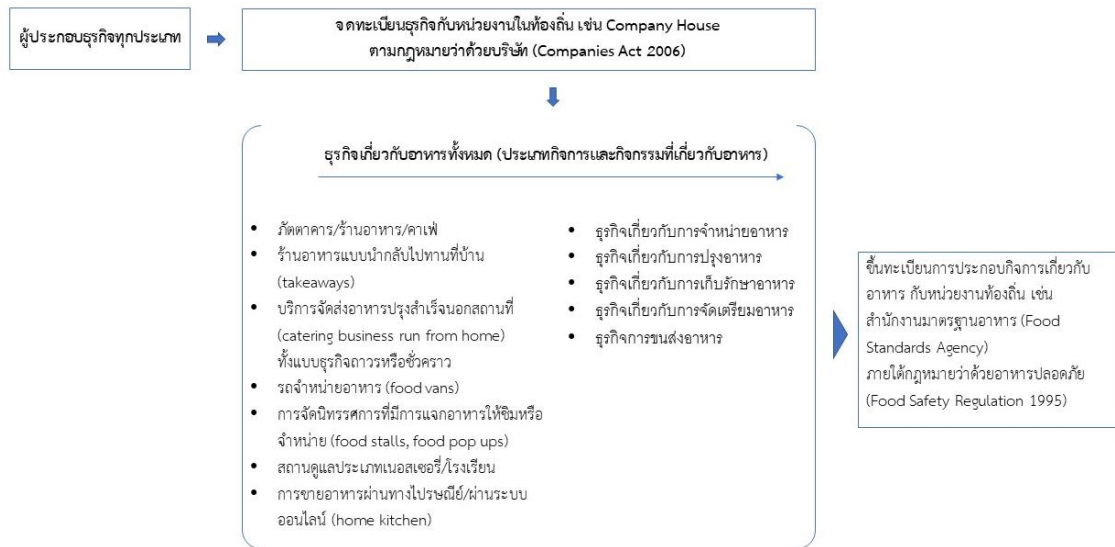 ผู้ประกอบธุรกิจทุกประเภท
จดทะเบียนธุรกิจกับหน่วยงานในท้องถิ่น เช่น Company House
ตามกฎหมายว่าด้วยบริษัท (Companies Act 2006)
ธุรกิจเกี่ยวกับอาหารทั้งหมด (ประเภทกิจการและกิจกรรมที่เกี่ยวกับอาหาร)
• ภัตตาคาร/ร้านอาหาร/คาเฟ่
• ร้านอาหารแบบนำกลับไปทานที่บ้าน
(takeaways)
• บริการจัดส่งอาหารปรุงสำเร็จนอกสถานที่
(catering business run from home)
ทั้งแบบธุรกิจถาวรหรือชั่วคราว
• รถจำหน่ายอาหาร (food vans)
• การจัดนิทรรศการที่มีการแจกอาหารให้ชิมหรือ
จำหน่าย (food stalls, food pop ups)
• สถานดูแลประเภทเนอสเซอรี่/โรงเรียน
• การขายอาหารผ่านทางไปรษณีย์/ผ่านระบบ
ออนไลน์ (home kitchen)
• ธุรกิจเกี่ยวกับการจำหน่ายอาหาร
• ธุรกิจเกี่ยวกับการปรุงอาหาร
• ธุรกิจเกี่ยวกับการเก็บรักษาอาหาร
• ธุรกิจเกี่ยวกับการจัดเตรียมอาหาร
• ธุรกิจการขนส่งอาหาร
ขึ้นทะเบียนการประกอบกิจการเกี่ยวกับ
อาหาร กับหน่วยงานท้องถิ่น เช่น
สำนักงานมาตรฐานอาหาร (Food
Standards Agency)
ภายใต้กฎหมายว่าด้วยอาหารปลอดภัย
(Food Safety Regulation 1995)